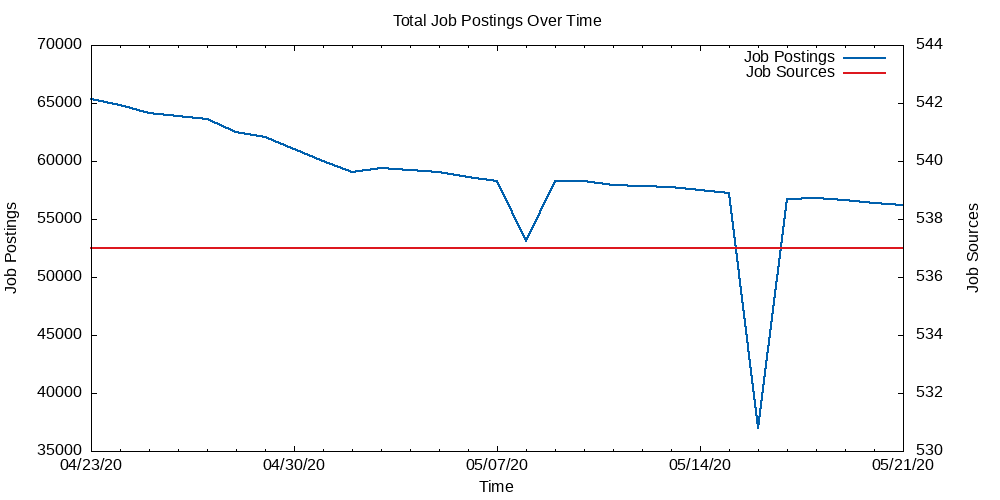 Total Job Postings Over Time
70000
65000
60000
55000
50000
45000
40000
35000
544
542
540
538
536
534
532
530
Job Postings
Job Sources
Job Postings
Job Sources
04/23/20 04/30/20 05/07/20 05/14/20 05/21/20
Time